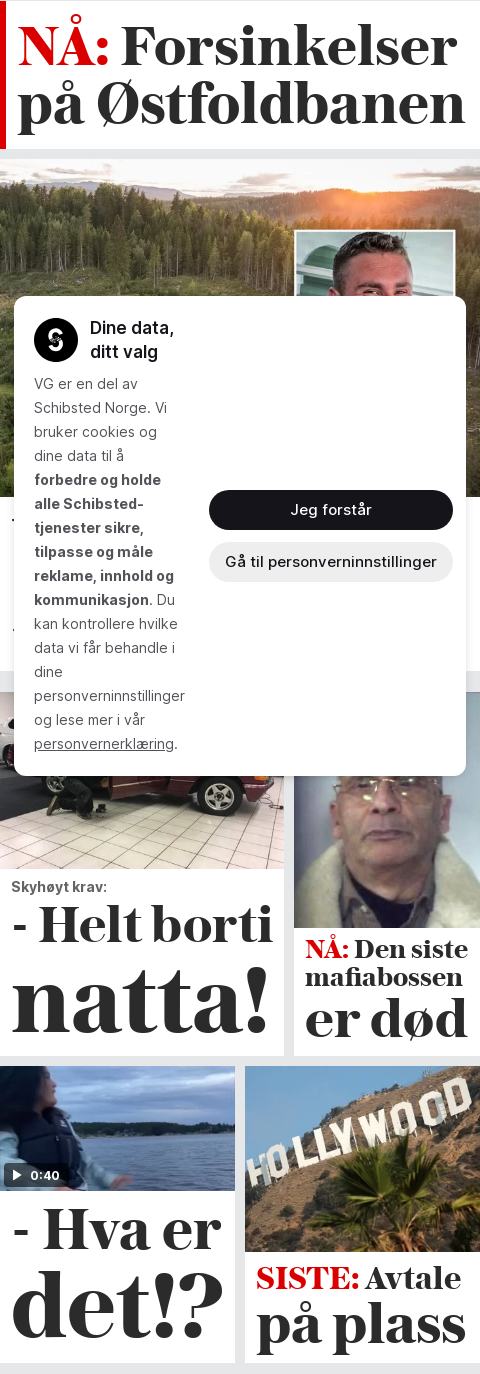 NÅ: Forsinkelser
på Østfoldbanen
Dine data,
ditt valg
VG er en del av
Schibsted Norge. Vi
bruker cookies og
dine data til å
forbedre og holde
alle Schibsted-
tjenester sikre,
tilpasse og måle
reklame, innhold og
kommunikasjon. Du
kan kontrollere hvilke
data vi får behandle i
dine
personverninnstillinger
og lese mer i vår
personvernerklæring.
Jeg forstår
Gå til personverninnstillinger
Skyhøyt krav:
- Helt borti
natta!
NÅ: Den siste
mafiabossen
er død
0:40
- Hva er
det!?
HOLLYWOOD
SISTE: Avtale
på plass